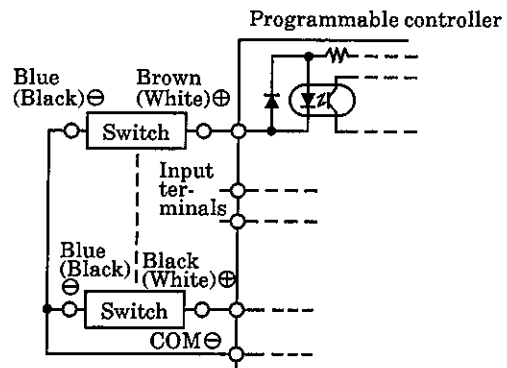 Programmable controller
Blue
(Black)⊖
Brown
(White)⊕
Switch
Input
ter-
minals
Blue
(Black)
⊖
Black
(White)⊕
Switch
COM⊖